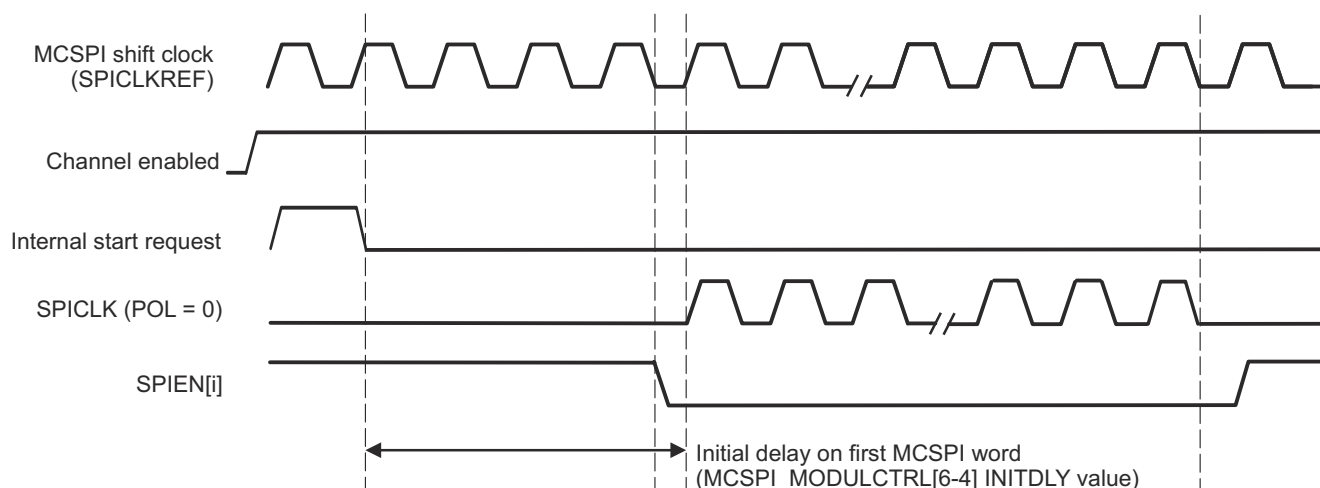 MCSPI shift clock
(SPICLKREF)
Channel enabled
Internal start request
SPICLK (POL = 0)
SPIEN[i]
Initial delay on first MCSPI word
(MCSPI_MODULCTRL[6-4] INITDLY value)